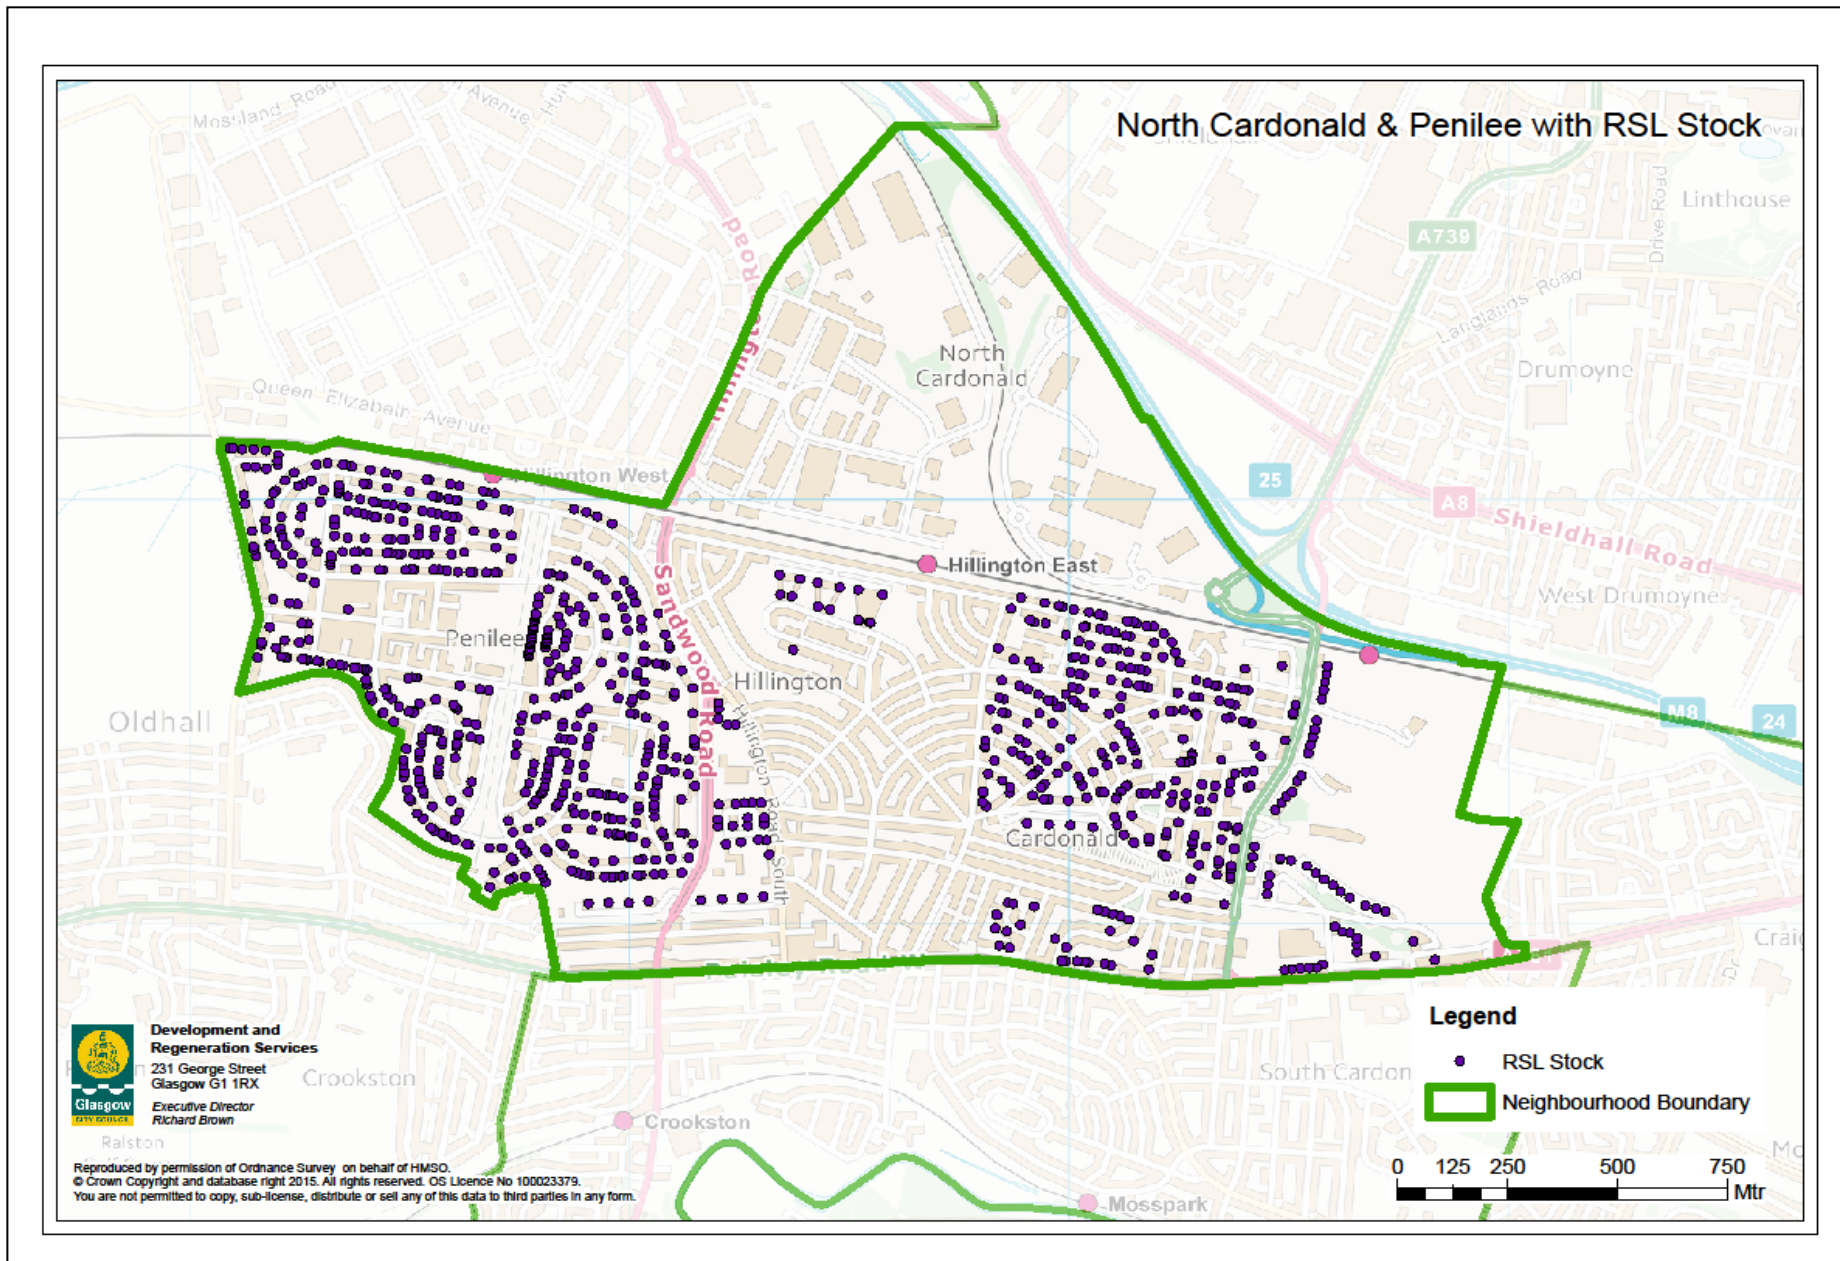 North Cardonald & Penilee with RSL Stock
Mossland Road
Avenue
Shieldhall
Linthouse
Drive Road
A739
Langlands Road
Drumoyne
North
Cardonald
Queen Elizabeth Avenue
Hillington West
25
A8
Shieldhall Road
Hillington East
West Drumoyne
Sandwood Road
Penilee
Hillington
Hillington Road South
Oldhall
M8
24
Cardonald
Legend
RSL Stock
Neighbourhood Boundary
0 125 250 500 750
Mtr
South Cardon
Crookston
Crookston
Mosspark
Ralston
Development and
Regeneration Services
231 George Street
Glasgow G1 1RX
Executive Director
Richard Brown
Glasgow
CITY COUNCIL
Reproduced by permission of Ordnance Survey on behalf of HMSO.
© Crown Copyright and database right 2015. All rights reserved. OS Licence No 100023379.
You are not permitted to copy, sub-license, distribute or sell any of this data to third parties in any form.